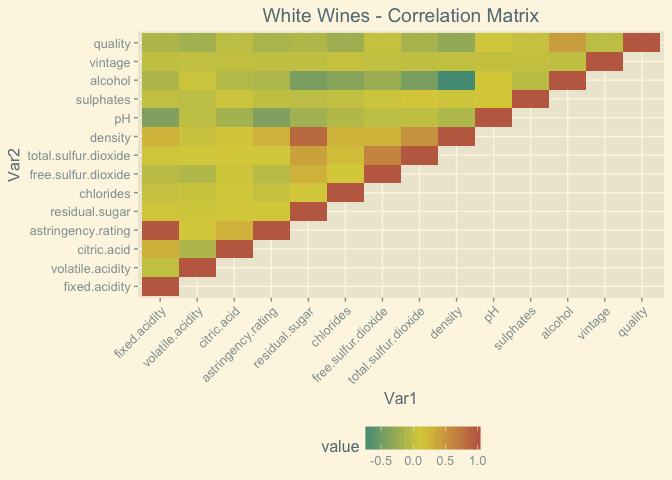 White Wines - Correlation Matrix
Var2
quality
vintage
alcohol
sulphates
pH
density
total.sulfur.dioxide
free.sulfur.dioxide
chlorides
residual.sugar
astringency.rating
citric.acid
volatile.acidity
fixed.acidity
fixed.acidity
volatile.acidity
citric.acid
astringency.rating
residual.sugar
chlorides
free.sulfur.dioxide
total.sulfur.dioxide
density
pH
sulphates
alcohol
vintage
quality
Var1
value
-0.5 0.0 0.5 1.0